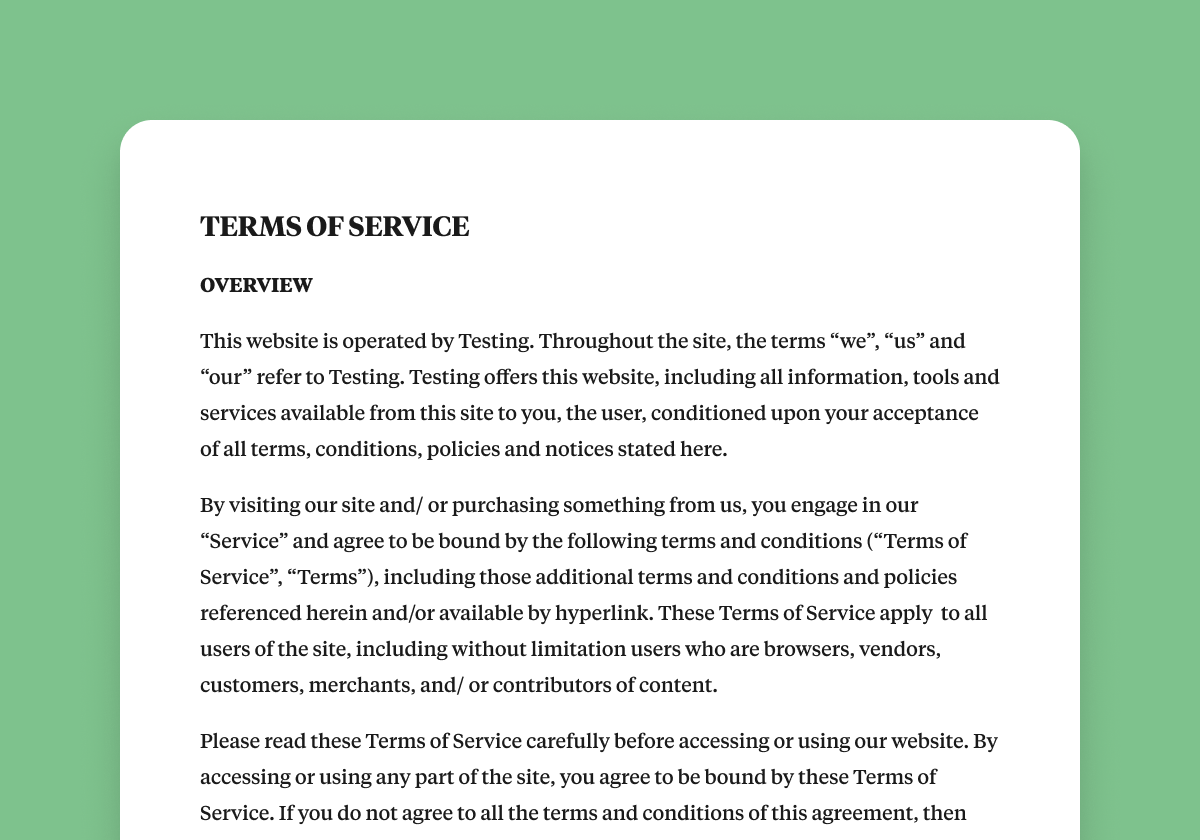 TERMS OF SERVICE
OVERVIEW
This website is operated by Testing. Throughout the site, the terms “we”, “us” and
“our” refer to Testing. Testing offers this website, including all information, tools and
services available from this site to you, the user, conditioned upon your acceptance
of all terms, conditions, policies and notices stated here.
By visiting our site and/ or purchasing something from us, you engage in our
“Service” and agree to be bound by the following terms and conditions (“Terms of
Service”, “Terms”), including those additional terms and conditions and policies
referenced herein and/or available by hyperlink. These Terms of Service apply  to all
users of the site, including without limitation users who are browsers, vendors,
customers, merchants, and/ or contributors of content.
Please read these Terms of Service carefully before accessing or using our website. By
accessing or using any part of the site, you agree to be bound by these Terms of
Service. If you do not agree to all the terms and conditions of this agreement, then